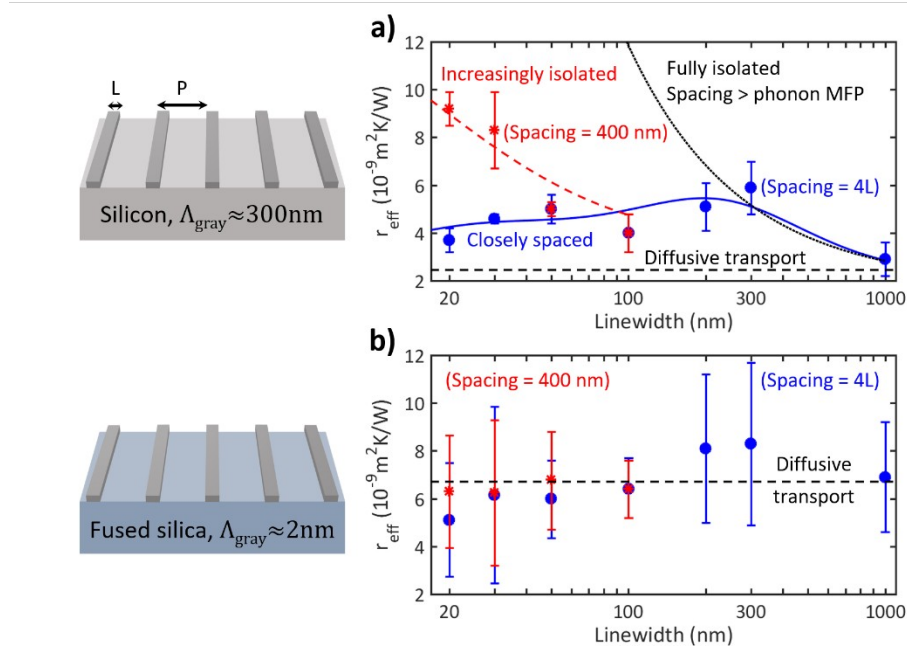 a)
L
P
Silicon, Λgray≈300nm
12
10
8
6
4
2
r_eff (10⁻⁹m²K/W)
Increasingly isolated
(Spacing = 400 nm)
Fully isolated
Spacing > phonon MFP
(Spacing = 4L)
Closely spaced
Diffusive transport
20
100
300
1000
Linewidth (nm)
b)
Fused silica, Λgray≈2nm
12
10
8
6
4
2
r_eff (10⁻⁹m²K/W)
(Spacing = 400 nm)
(Spacing = 4L)
Diffusive
transport
20
100
300
1000
Linewidth (nm)